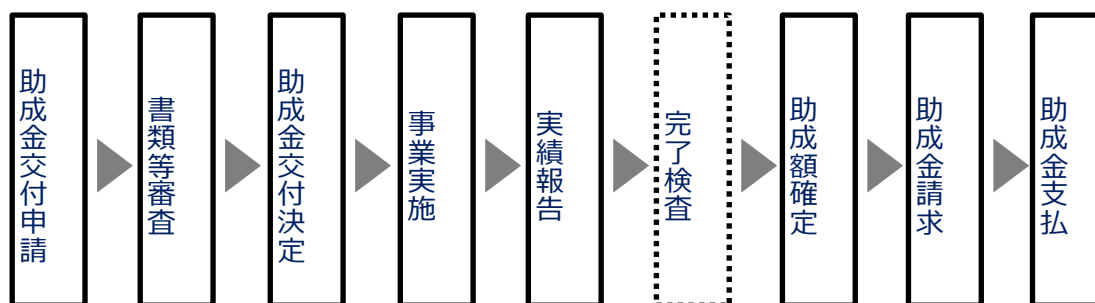 助成金交付申請
書類等審査
助成金交付決定
事業実施
実績報告
完了検査
助成額確定
助成金請求
助成金支払